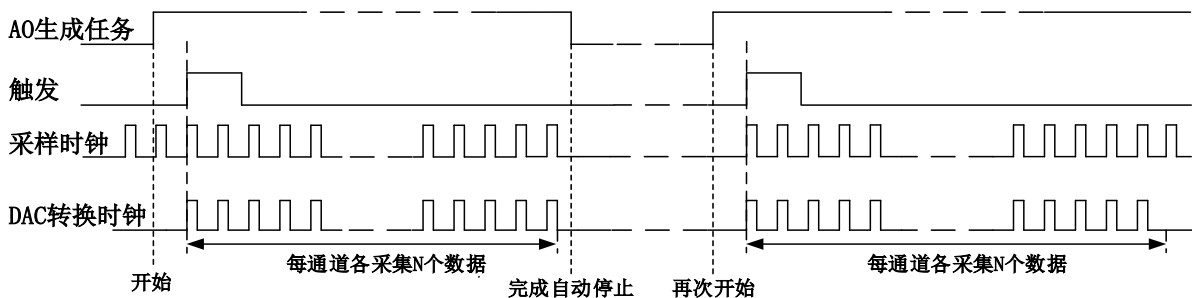 AO生成任务
触发
采样时钟
DAC转换时钟
每通道各采集N个数据
每通道各采集N个数据
开始
完成自动停止
再次开始